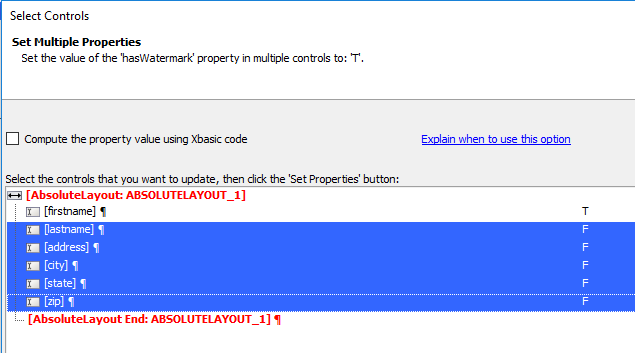 Select Controls
Set Multiple Properties
Set the value of the 'hasWatermark' property in multiple controls to: 'T'.
Compute the property value using Xbasic code Explain when to use this option
Select the controls that you want to update, then click the 'Set Properties' button:
[AbsoluteLayout: ABSOLUTELAYOUT_1]
[firstname] ¶ T
[lastname] ¶ F
[address] ¶ F
[city] ¶ F
[state] ¶ F
[zip] ¶ F
[AbsoluteLayout End: ABSOLUTELAYOUT_1] ¶